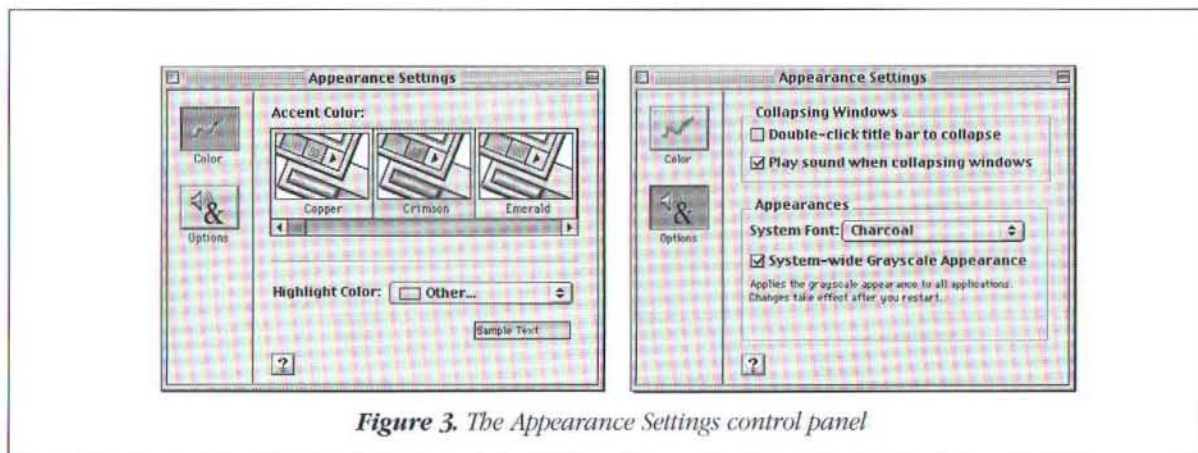 Appearance Settings
Color
&
Options
Accent Color:
Copper Crimson Emerald
Highlight Color: Other...
Sample Text
?
Appearance Settings
Color
&
Options
Collapsing Windows
Double-click title bar to collapse
Play sound when collapsing windows
Appearances
System Font: Charcoal
System-wide Grayscale Appearance
Applies the grayscale appearance to all applications.
Changes take effect after you restart.
?
Figure 3. The Appearance Settings control panel